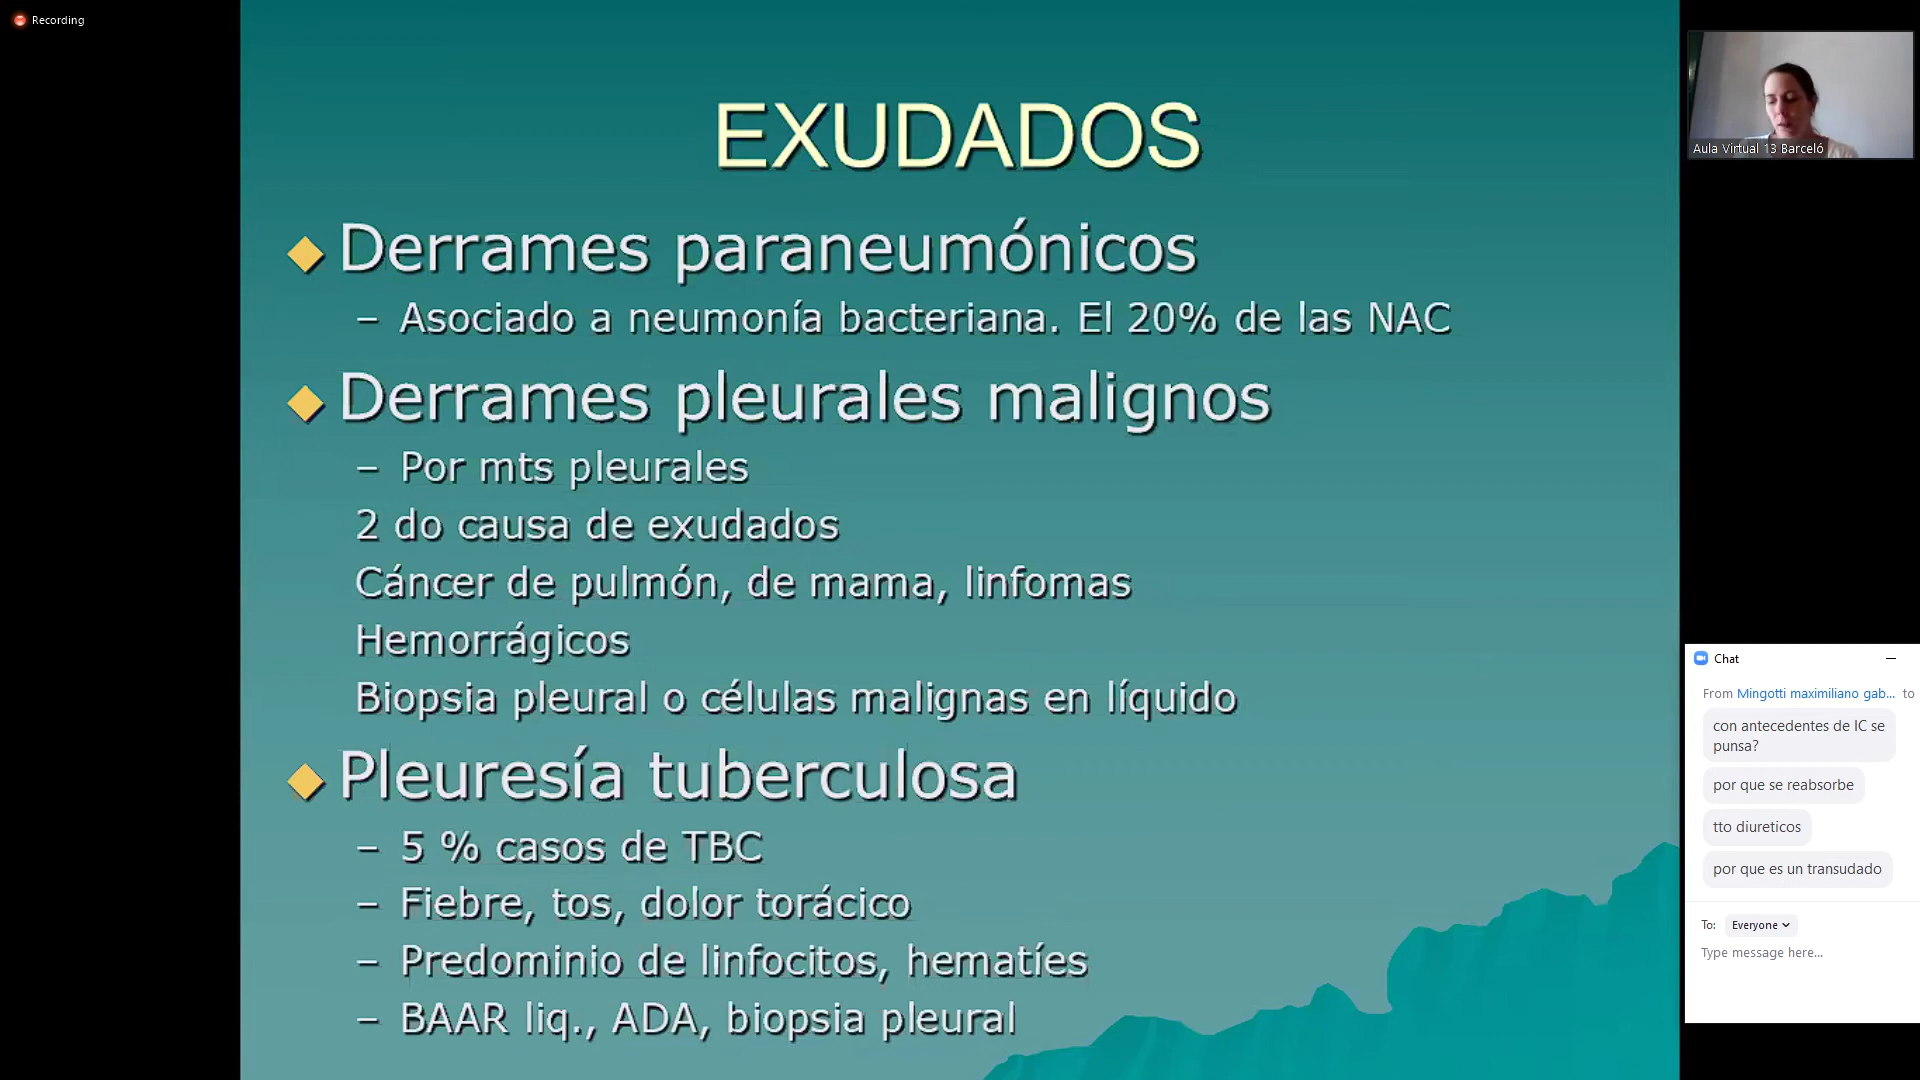 Recording
EXUDADOS
Derrames paraneumónicos
– Asociado a neumonía bacteriana. El 20% de las NAC
Derrames pleurales malignos
– Por mts pleurales
2 do causa de exudados
Cáncer de pulmón, de mama, linfomas
Hemorrágicos
Biopsia pleural o células malignas en líquido
Pleuresía tuberculosa
– 5 % casos de TBC
– Fiebre, tos, dolor torácico
– Predominio de linfocitos, hematíes
– BAAR liq., ADA, biopsia pleural
Aula Virtual 13 Barceló
Chat
From Mingotti maximiliano gab... to
con antecedentes de IC se
punsa?
por que se reabsorbe
tto diureticos
por que es un transudado
To: Everyone
Type message here...